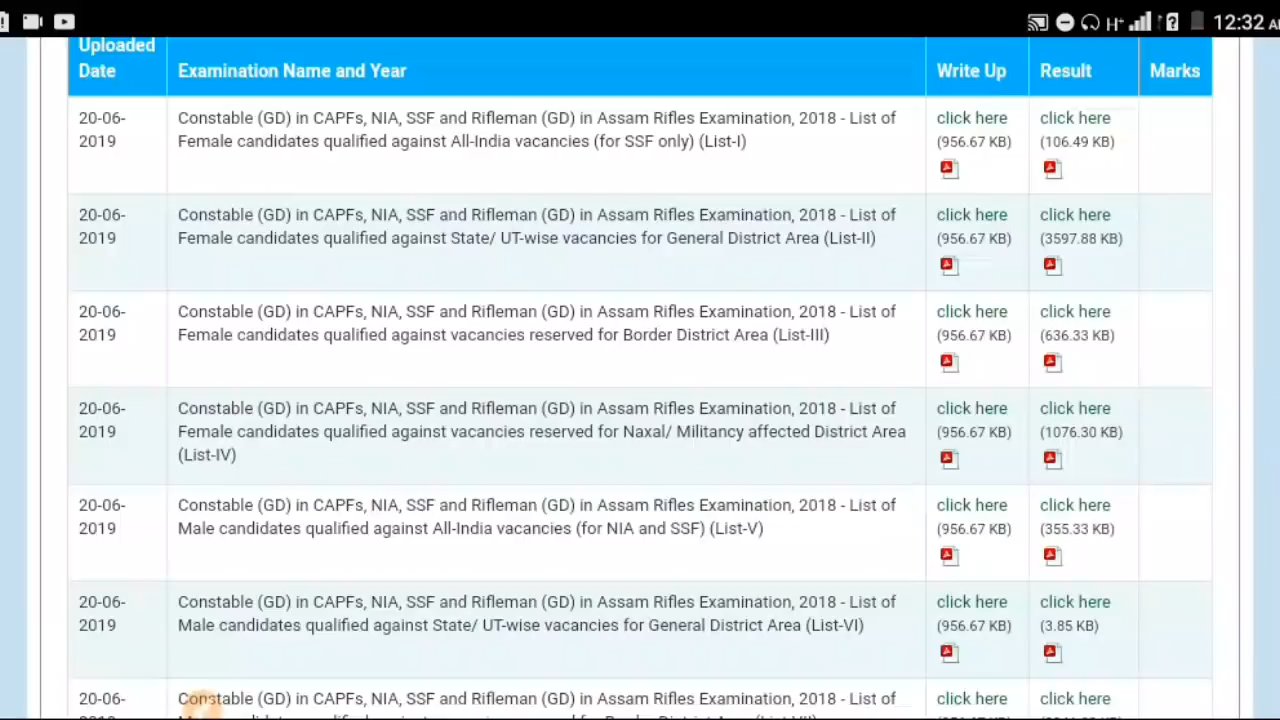 H+ 12:32 A
Uploaded
Date
Examination Name and Year
Write Up
Result
Marks
20-06-
2019
Constable (GD) in CAPFs, NIA, SSF and Rifleman (GD) in Assam Rifles Examination, 2018 - List of
Female candidates qualified against All-India vacancies (for SSF only) (List-I)
click here
(956.67 KB)
click here
(106.49 KB)
20-06-
2019
Constable (GD) in CAPFs, NIA, SSF and Rifleman (GD) in Assam Rifles Examination, 2018 - List of
Female candidates qualified against State/ UT-wise vacancies for General District Area (List-II)
click here
(956.67 KB)
click here
(3597.88 KB)
20-06-
2019
Constable (GD) in CAPFs, NIA, SSF and Rifleman (GD) in Assam Rifles Examination, 2018 - List of
Female candidates qualified against vacancies reserved for Border District Area (List-III)
click here
(956.67 KB)
click here
(636.33 KB)
20-06-
2019
Constable (GD) in CAPFs, NIA, SSF and Rifleman (GD) in Assam Rifles Examination, 2018 - List of
Female candidates qualified against vacancies reserved for Naxal/ Militancy affected District Area
(List-IV)
click here
(956.67 KB)
click here
(1076.30 KB)
20-06-
2019
Constable (GD) in CAPFs, NIA, SSF and Rifleman (GD) in Assam Rifles Examination, 2018 - List of
Male candidates qualified against All-India vacancies (for NIA and SSF) (List-V)
click here
(956.67 KB)
click here
(355.33 KB)
20-06-
2019
Constable (GD) in CAPFs, NIA, SSF and Rifleman (GD) in Assam Rifles Examination, 2018 - List of
Male candidates qualified against State/ UT-wise vacancies for General District Area (List-VI)
click here
(956.67 KB)
click here
(3.85 KB)
20-06-
Constable (GD) in CAPFs, NIA, SSF and Rifleman (GD) in Assam Rifles Examination, 2018 - List of
click here
click here